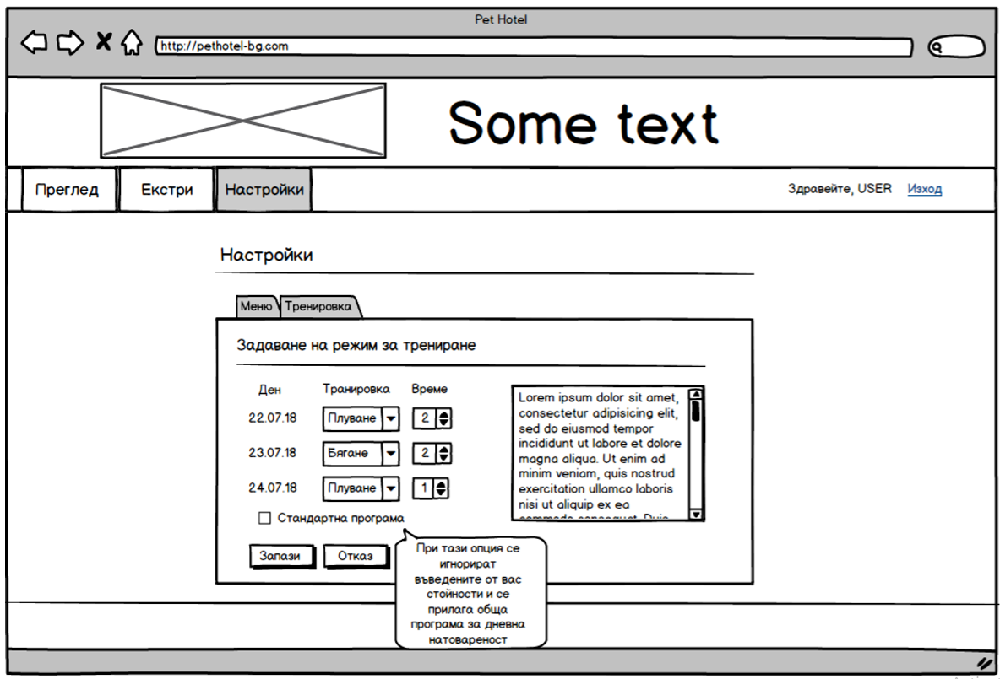 Pet Hotel
http://pethotel-bg.com
Some text
Преглед
Екстри
Настройки
Здравейте, USER
Изход
Настройки
Меню
Тренировка
Задаване на режим за трениране
Ден
Транировка
Време
22.07.18
Плуване
2
23.07.18
Бягане
2
24.07.18
Плуване
1
Стандартна програма
Запази
Отказ
Lorem ipsum dolor sit amet,
consectetur adipisicing elit,
sed do eiusmod tempor
incididunt ut labore et dolore
magna aliqua. Ut enim ad
minim veniam, quis nostrud
exercitation ullamco laboris
nisi ut aliquip ex ea
commodo consequat. Duis
При тази опция се
игнорират
въведените от вас
стойности и се
прилага обща
програма за дневна
натовареност